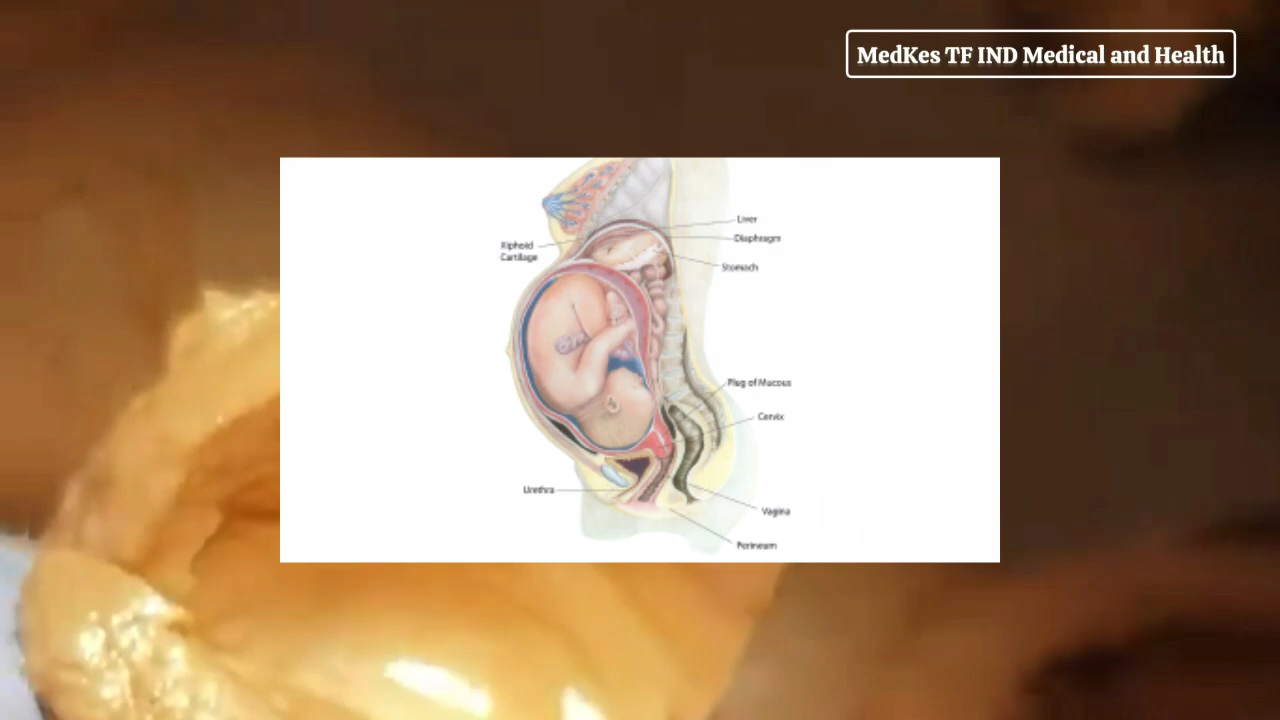 MedKes TF IND Medical and Health
Liver
Diaphragm
Xiphoid
Cartilage
Stomach
Plug of Mucous
Cervix
Urethra
Vagina
Perineum